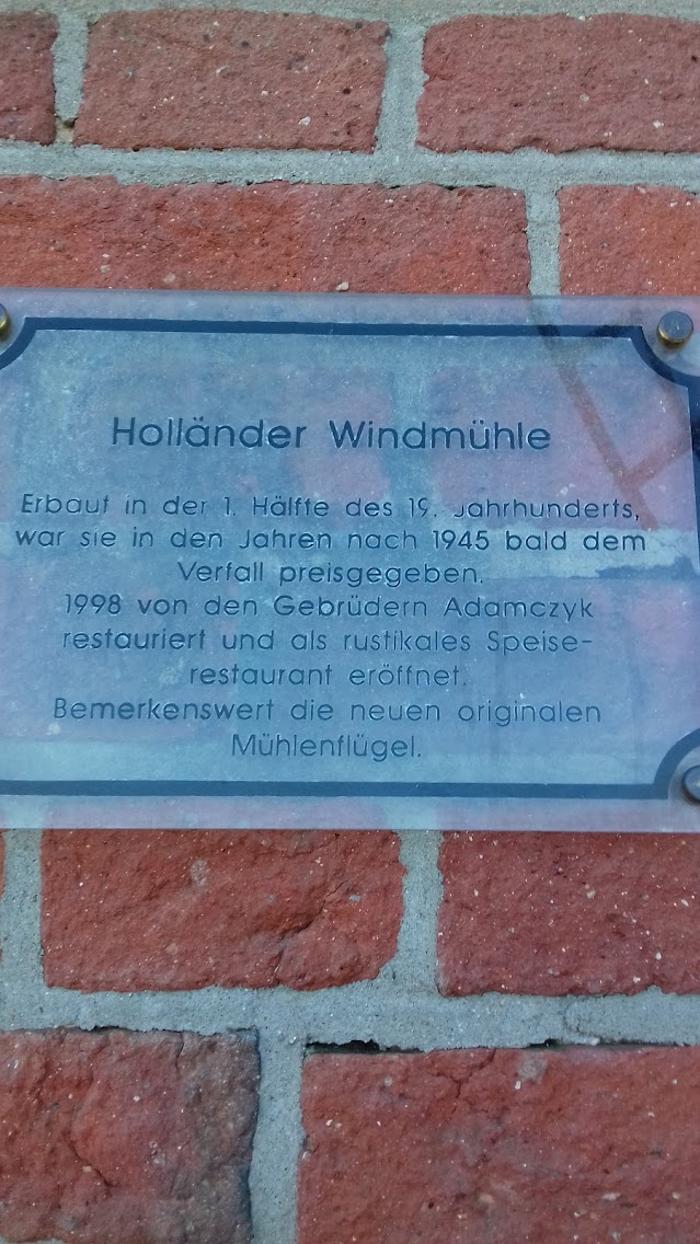 Holländer Windmühle
Erbaut in der 1. Hälfte des 19. Jahrhunderts,
war sie in den Jahren nach 1945 bald dem
Verfall preisgegeben.
1998 von den Gebrüdern Adamczyk
restauriert und als rustikales Speise-
restaurant eröffnet.
Bemerkenswert die neuen originalen
Mühlenflügel.